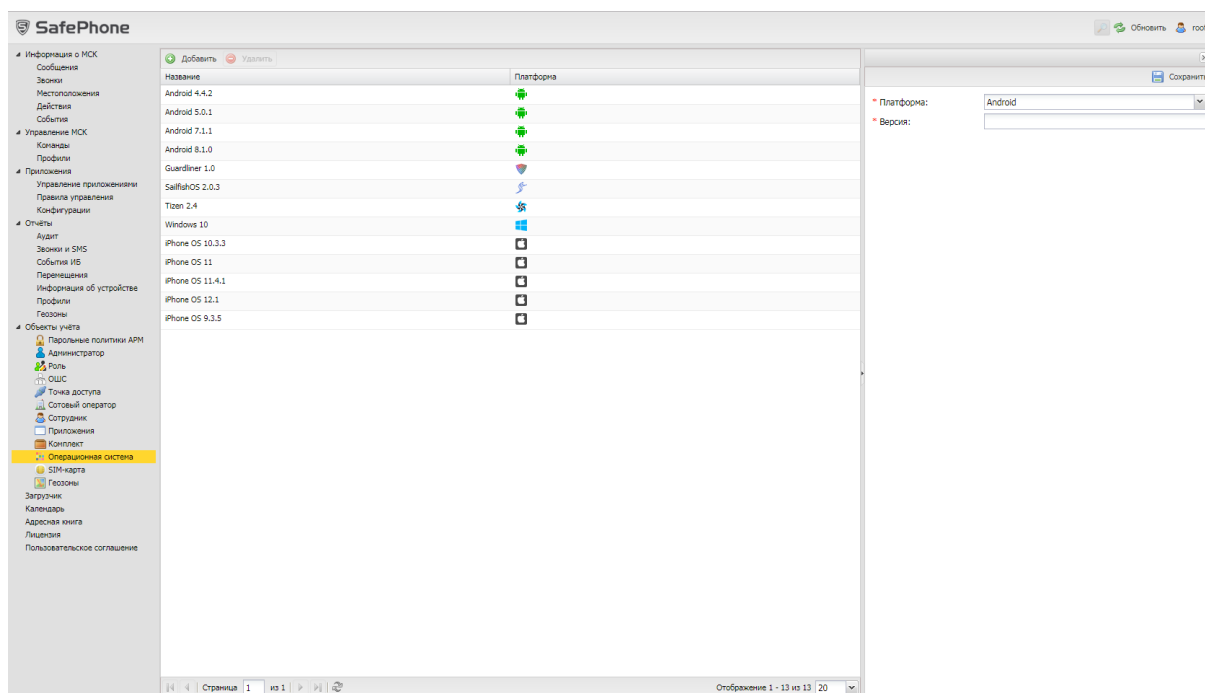 SafePhone
Обновить root
Информация о МСК
Сообщения
Звонки
Местоположения
Действия
События
Управление МСК
Команды
Профили
Приложения
Управление приложениями
Правила управления
Конфигурации
Отчёты
Аудит
Звонки и SMS
События ИБ
Перемещения
Информация об устройстве
Профили
Геозоны
Объекты учёта
Парольные политики АРМ
Администратор
Роль
ОШС
Точка доступа
Сотовый оператор
Сотрудник
Приложения
Комплект
Операционная система
SIM-карта
Геозоны
Загрузчик
Календарь
Адресная книга
Лицензия
Пользовательское соглашение
Добавить Удалить
Название Платформа
Android 4.4.2
Android 5.0.1
Android 7.1.1
Android 8.1.0
Guardliner 1.0
SailfishOS 2.0.3
Tizen 2.4
Windows 10
iPhone OS 10.3.3
iPhone OS 11
iPhone OS 11.4.1
iPhone OS 12.1
iPhone OS 9.3.5
Страница 1 из 1
Отображение 1 - 13 из 13 20
Сохранить
* Платформа: Android
* Версия: